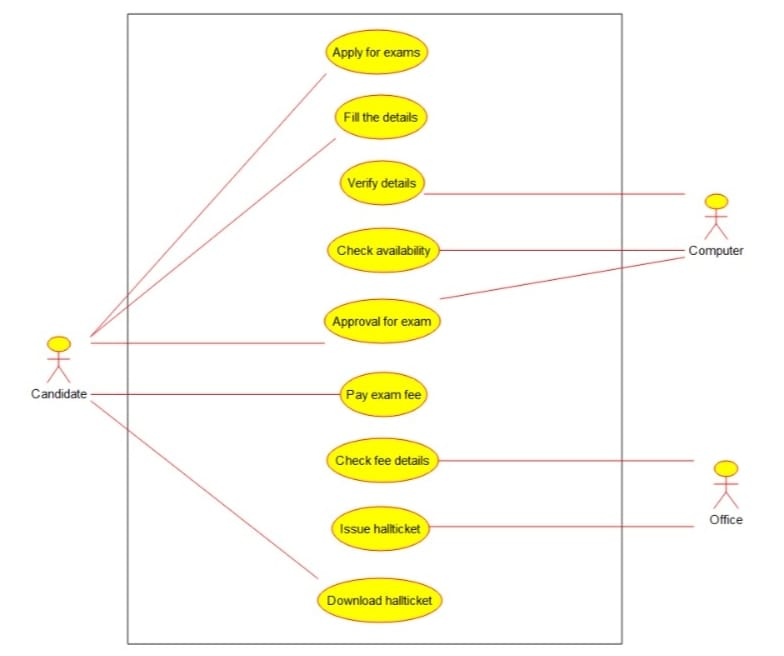 Apply for exams
Fill the details
Verify details
Check availability
Computer
Approval for exam
Candidate
Pay exam fee
Check fee details
Office
Issue hallticket
Download hallticket